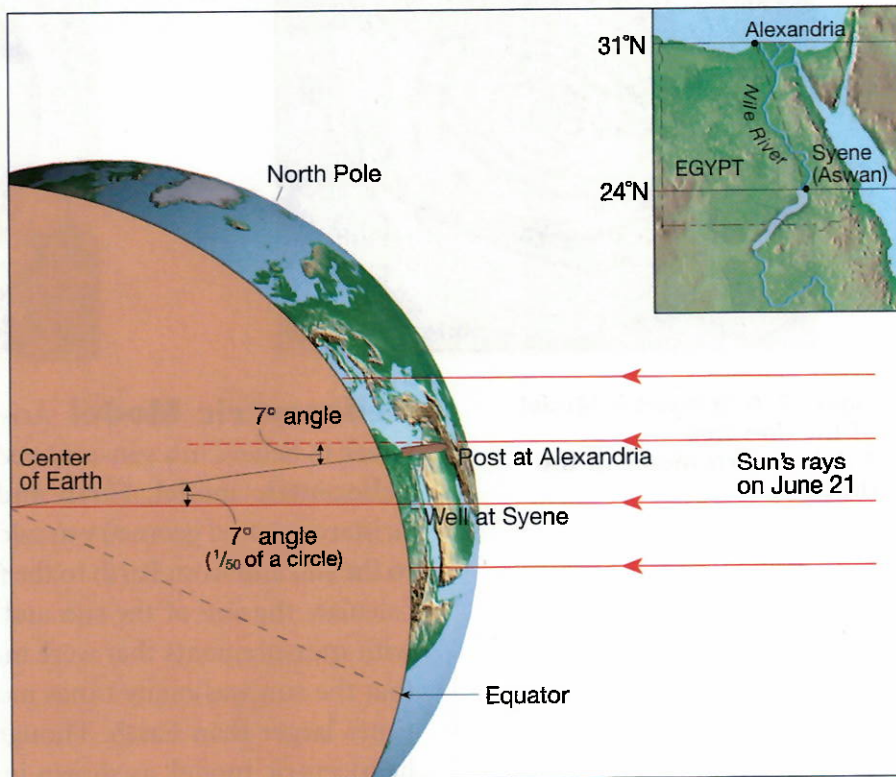 Alexandria
31°N
Nile River
EGYPT
Syene
(Aswan)
24°N
North Pole
7° angle
Center
of Earth
Post at Alexandria
Sun's rays
on June 21
Well at Syene
7° angle
(1/50 of a circle)
Equator